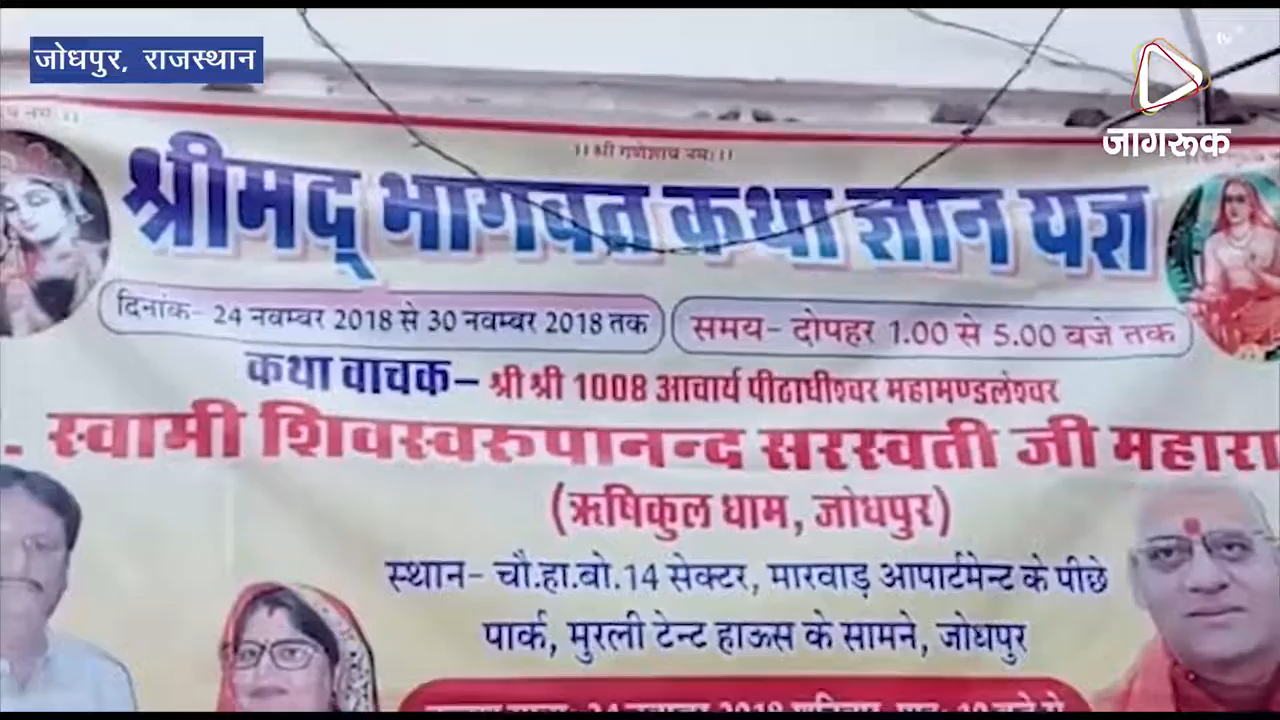 जोधपुर, राजस्थान
जागरूक
।। श्री गणेशाय नमः ।।
श्रीमद् भागवत कथा ज्ञान यज्ञ
दिनांक- 24 नवम्बर 2018 से 30 नवम्बर 2018 तक
समय- दोपहर 1.00 से 5.00 बजे तक
कथा वाचक– श्री श्री 1008 आचार्य पीठाधीश्वर महामण्डलेश्वर
स्वामी शिवस्वरुपानन्द सरस्वती जी महारा
(ऋषिकुल धाम, जोधपुर)
स्थान- चौ.हा.बो.14 सेक्टर, मारवाड़ आपार्टमेन्ट के पीछे
पार्क, मुरली टेन्ट हाऊस के सामने, जोधपुर